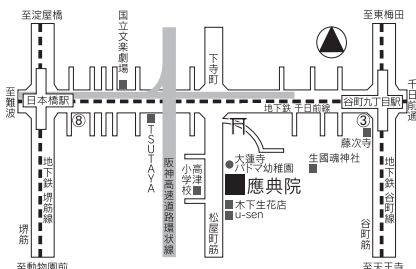 至淀屋橋
国立文楽劇場
下寺町
至東梅田
至難波
日本橋駅
地下鉄 千日前線
谷町九丁目駅
千日前通
⑧
③
TSUTAYA
藤次寺
大蓮寺
パドマ幼稚園
生國魂神社
高津小学校
應典院
木下生花店
u-sen
地下鉄 堺筋線
阪神高速道路環状線
地下鉄 谷町線
堺筋
松屋町筋
谷町筋
至動物園前
至天王寺